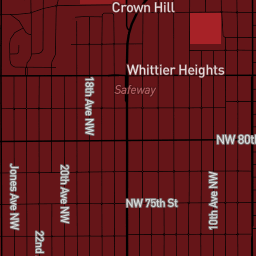 Crown Hill
Whittier Heights
Safeway
18th Ave NW
NW 80th
Jones Ave NW
20th Ave NW
10th Ave NW
NW 75th St
22nd